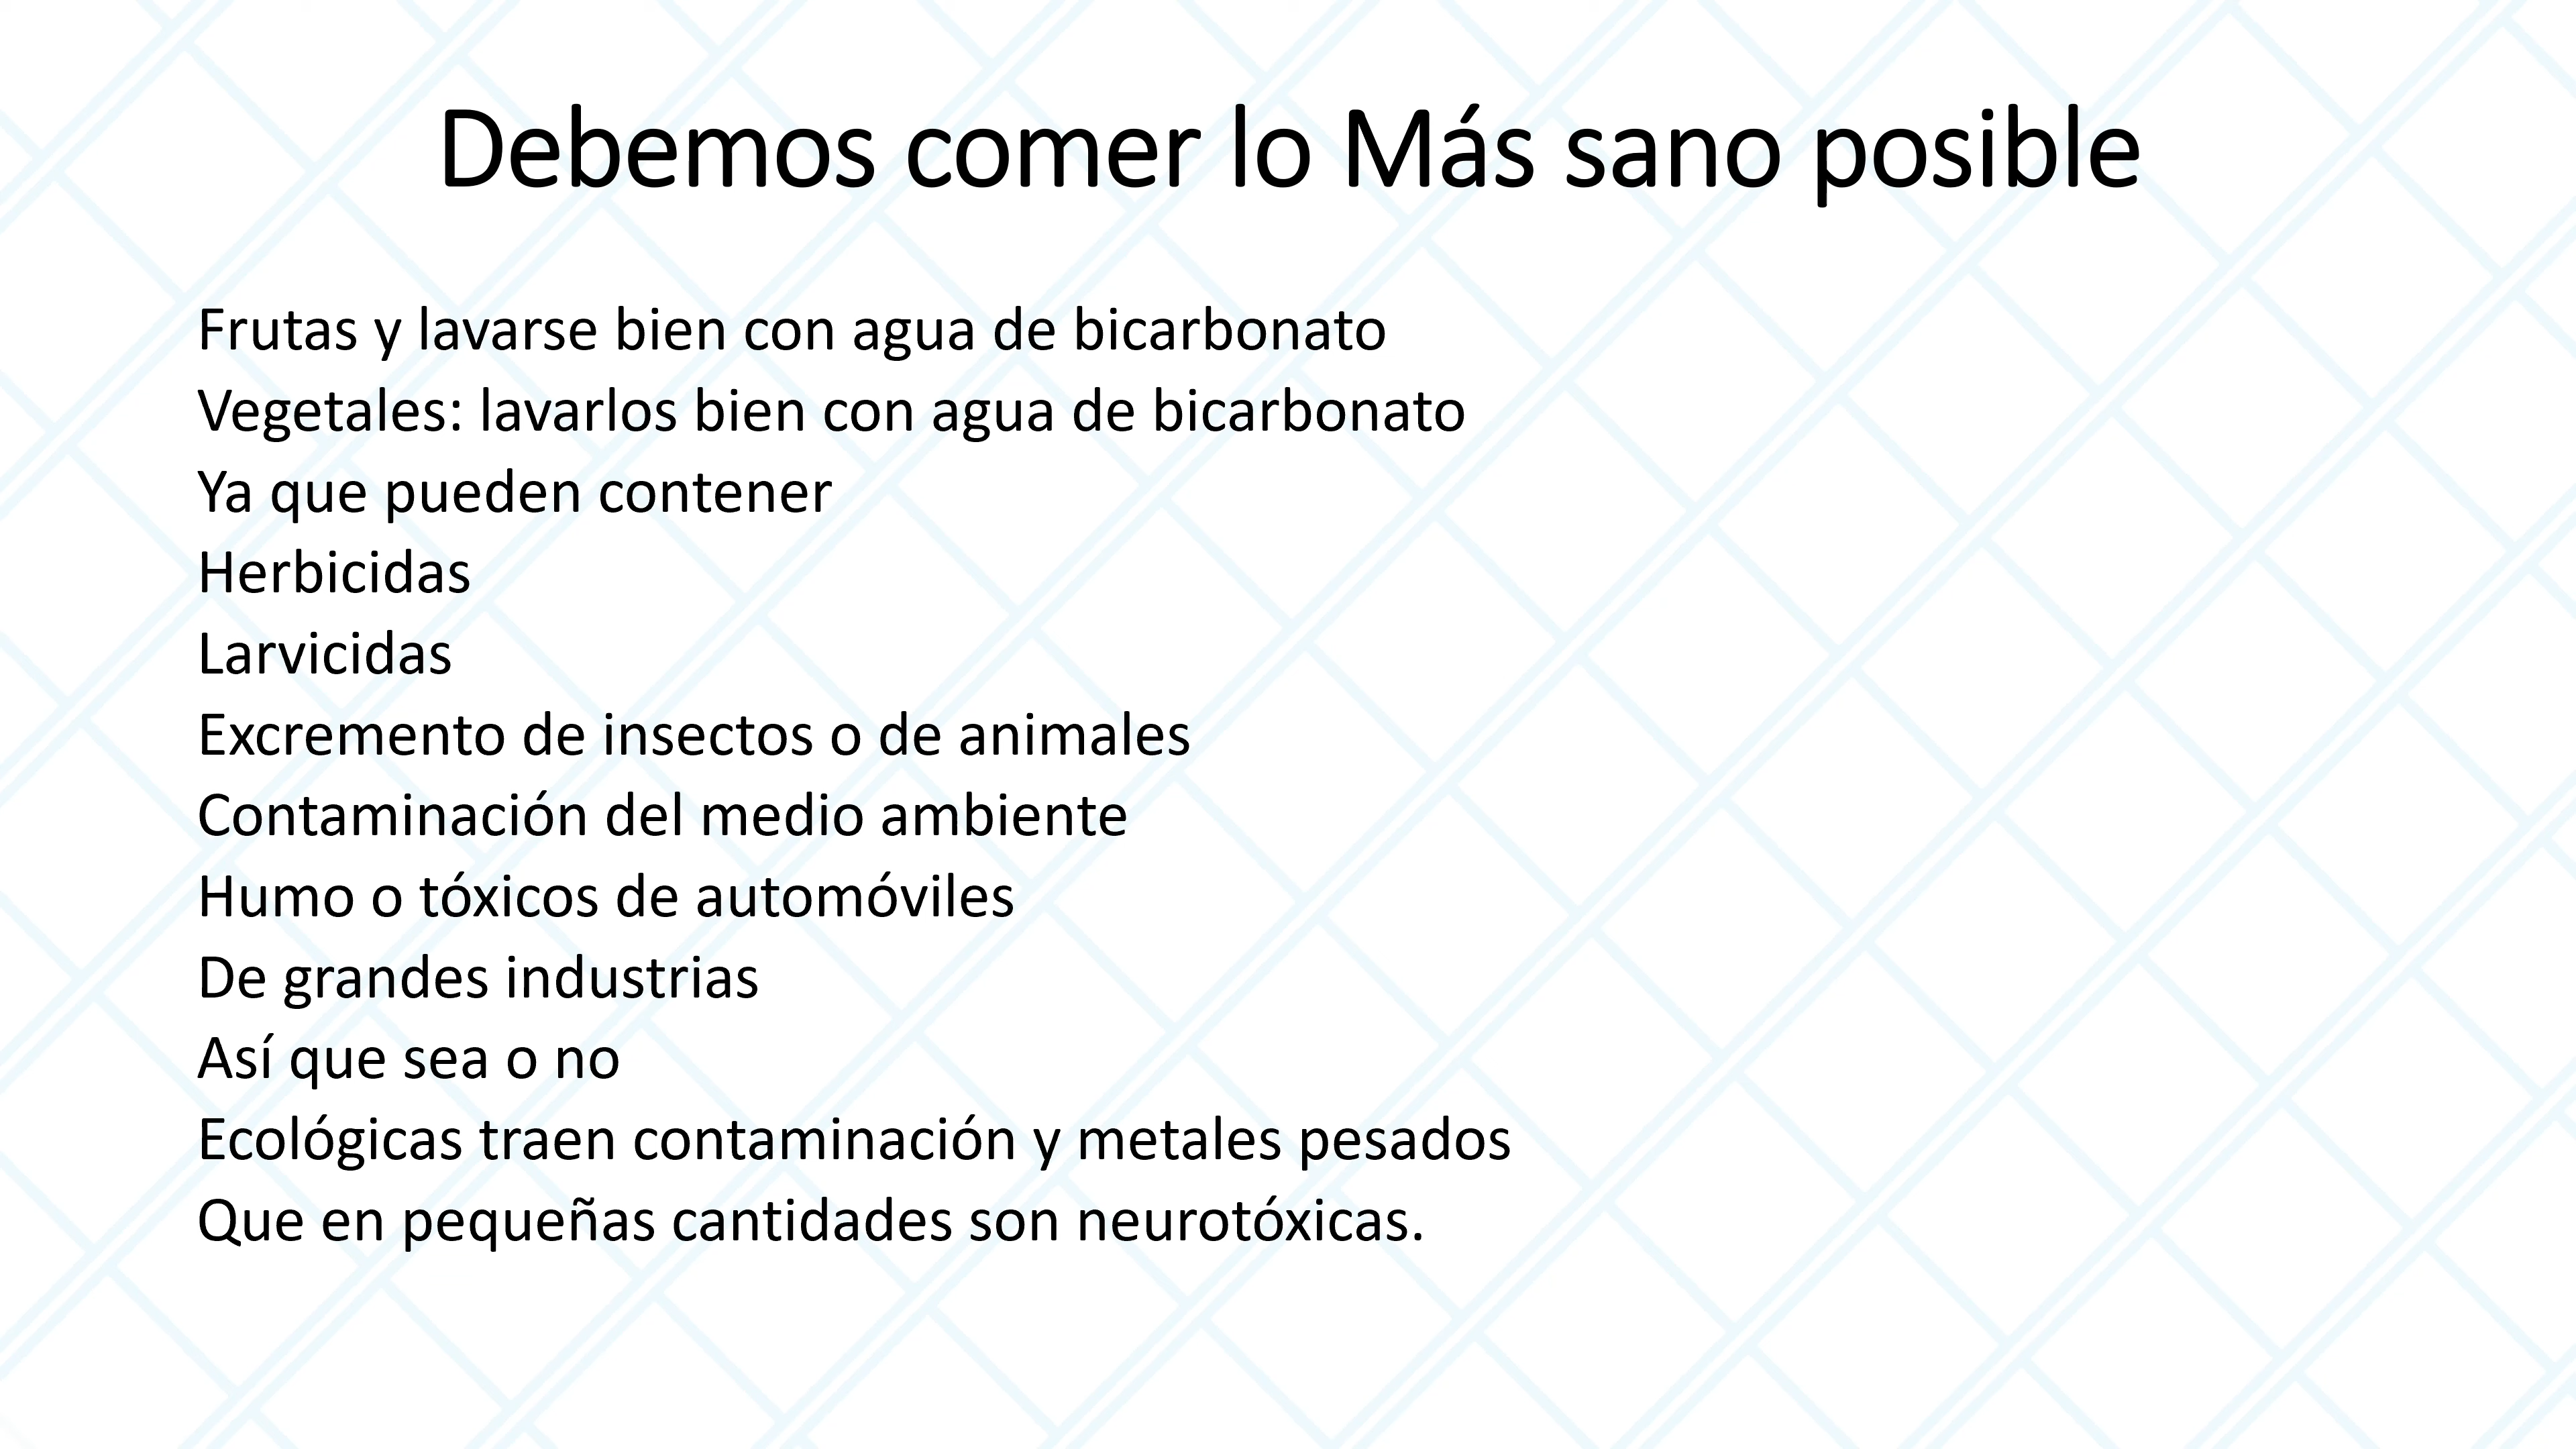 Debemos comer lo Más sano posible
Frutas y lavarse bien con agua de bicarbonato
Vegetales: lavarlos bien con agua de bicarbonato
Ya que pueden contener
Herbicidas
Larvicidas
Excremento de insectos o de animales
Contaminación del medio ambiente
Humo o tóxicos de automóviles
De grandes industrias
Así que sea o no
Ecológicas traen contaminación y metales pesados
Que en pequeñas cantidades son neurotóxicas.